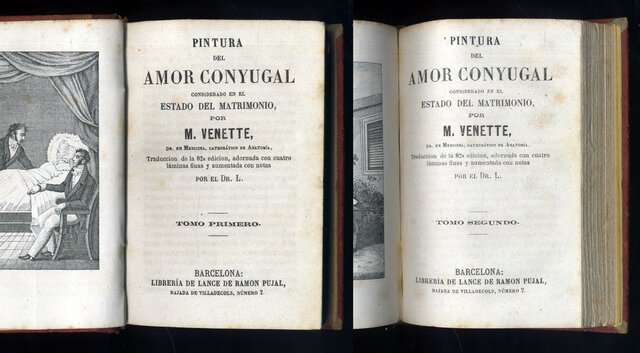 PINTURA
DEL
AMOR CONYUGAL
CONSIDERADO EN EL
ESTADO DEL MATRIMONIO,
POR
M. VENETTE,
DR. EN MEDICINA, CATEDRÁTICO DE ANATOMÍA,
Traduccion de la 82a edicion, adornada con cuatro
láminas finas y aumentada con notas
POR EL DR. L.
TOMO PRIMERO.
BARCELONA:
LIBRERÍA DE LANCE DE RAMON PUJAL,
BAJADA DE VILLADECOLS, NÚMERO 7.
PINTURA
DEL
AMOR CONYUGAL
CONSIDERADO EN EL
ESTADO DEL MATRIMONIO,
POR
M. VENETTE,
DR. EN MEDICINA, CATEDRÁTICO DE ANATOMÍA,
Traduccion de la 82a edicion, adornada con cuatro
láminas finas y aumentada con notas
POR EL DR. L.
TOMO SEGUNDO.
BARCELONA:
LIBRERÍA DE LANCE DE RAMON PUJAL,
BAJADA DE VILLADECOLS, NÚMERO 7.